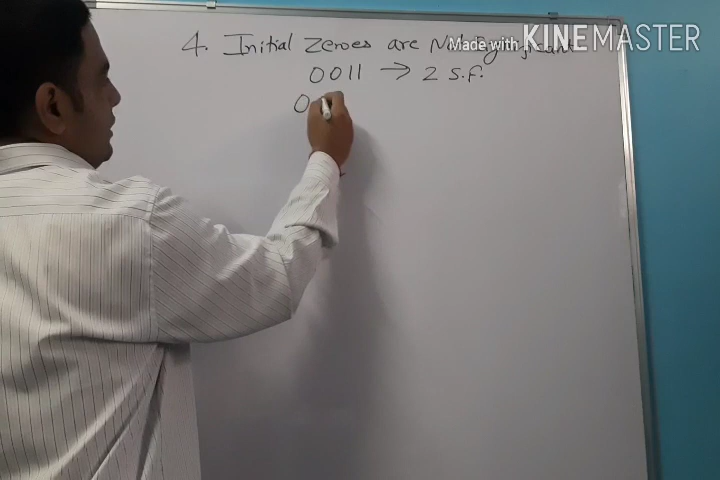 4. Initial zeroes are Not Significant
Made with KINEMASTER
0011 → 2 S.f.
0